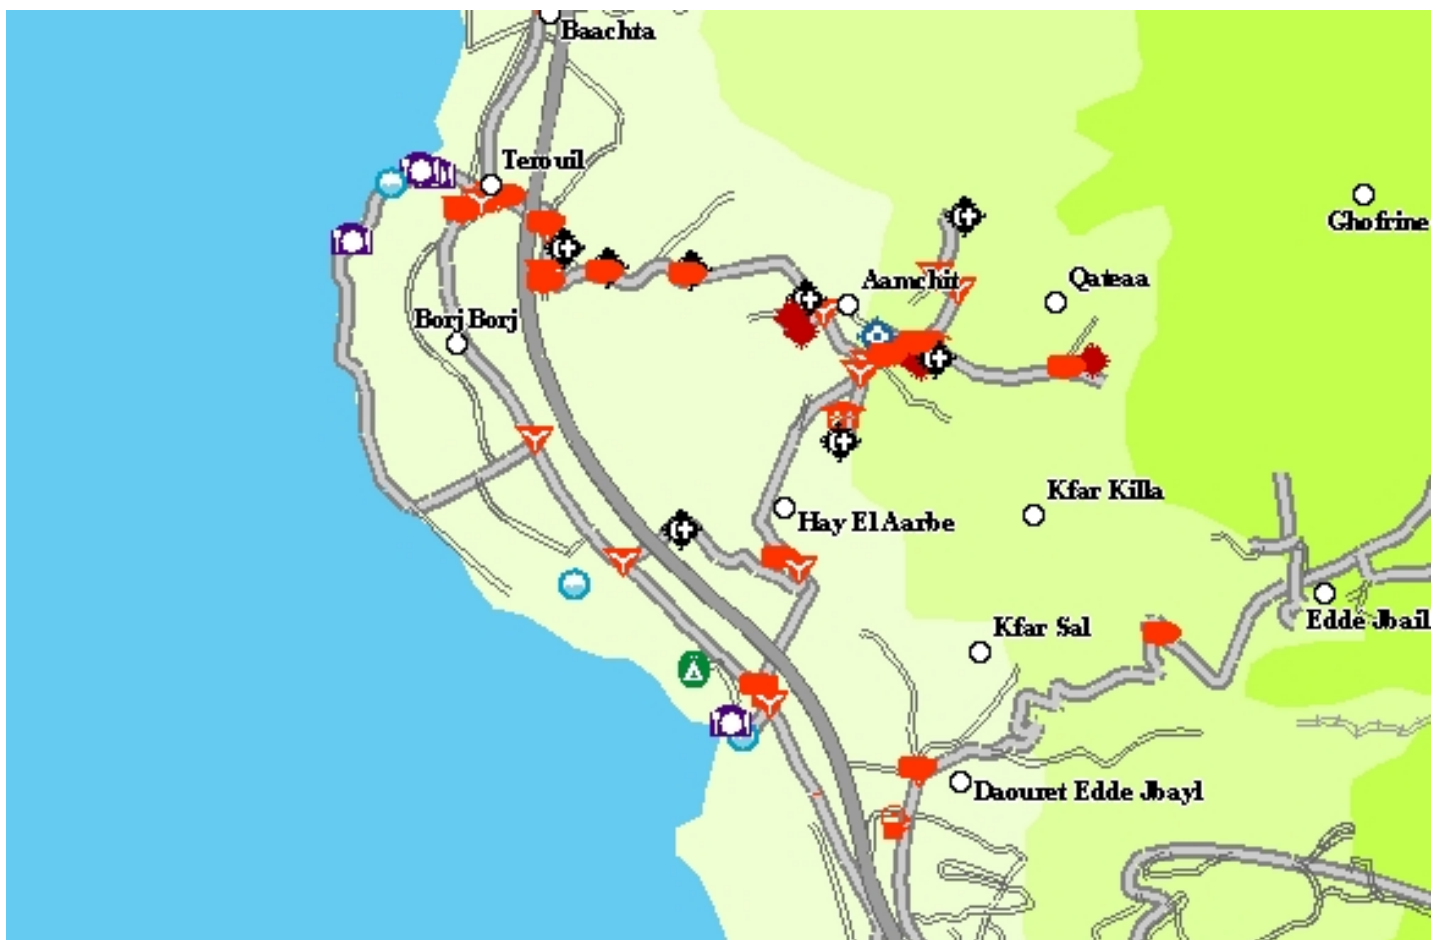 Baachta
Terouil
Ghofrine
Aamchit
Qateaa
Borj Borj
Kfar Killa
Hay El Aarbe
Edde Jbail
Kfar Sal
Daouret Edde Jbayl